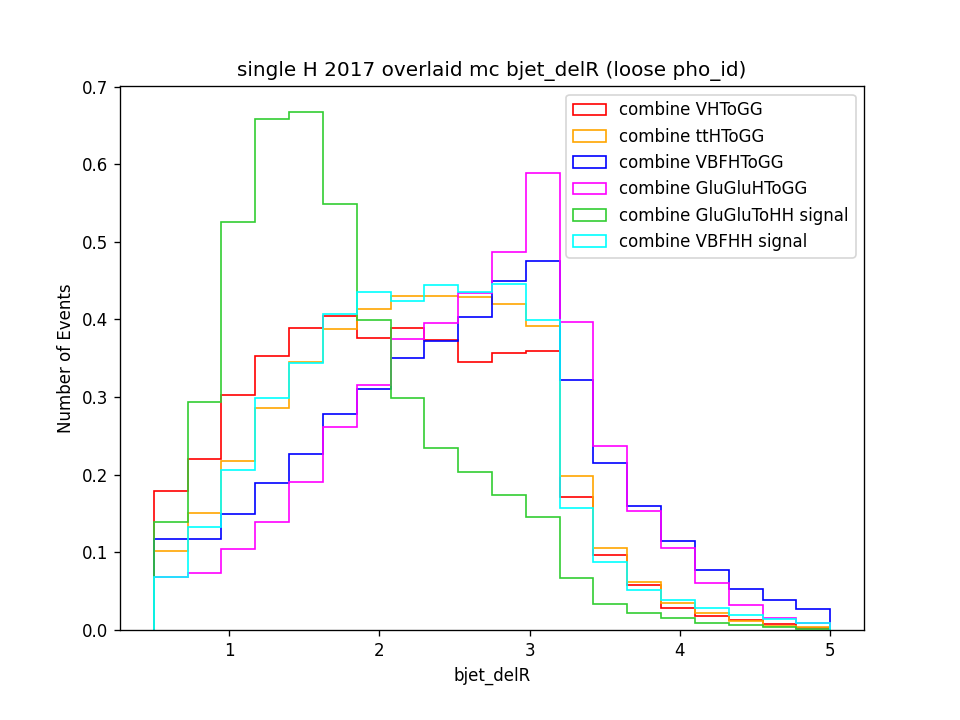 single H 2017 overlaid mc bjet_delR (loose pho_id)
combine VHToGG
combine ttHToGG
combine VBFHToGG
combine GluGluHToGG
combine GluGluToHH signal
combine VBFHH signal
Number of Events
0.7
0.6
0.5
0.4
0.3
0.2
0.1
0.0
1
2
3
4
5
bjet_delR